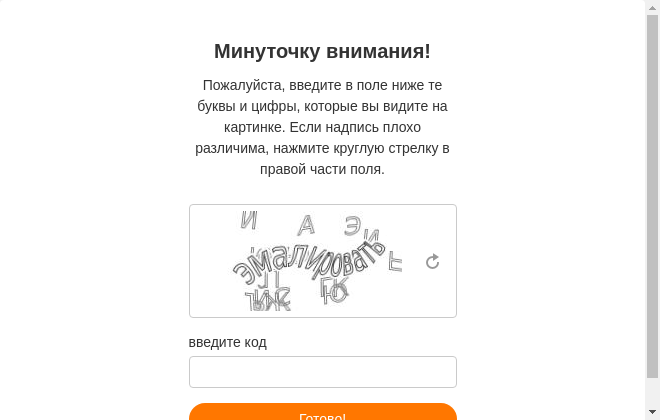 Минуточку внимания!
Пожалуйста, введите в поле ниже те
буквы и цифры, которые вы видите на
картинке. Если надпись плохо
различима, нажмите круглую стрелку в
правой части поля.
эмалировать
введите код
Готово!